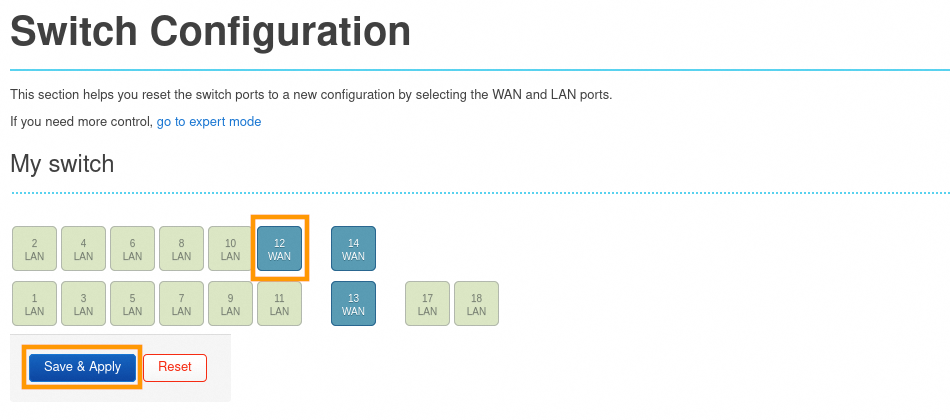 Switch Configuration
This section helps you reset the switch ports to a new configuration by selecting the WAN and LAN ports.
If you need more control, go to expert mode
My switch
2 4 6 8 10 12 14
LAN LAN LAN LAN LAN WAN WAN
1 3 5 7 9 11 13 17 18
LAN LAN LAN LAN LAN LAN WAN LAN LAN
Save & Apply Reset